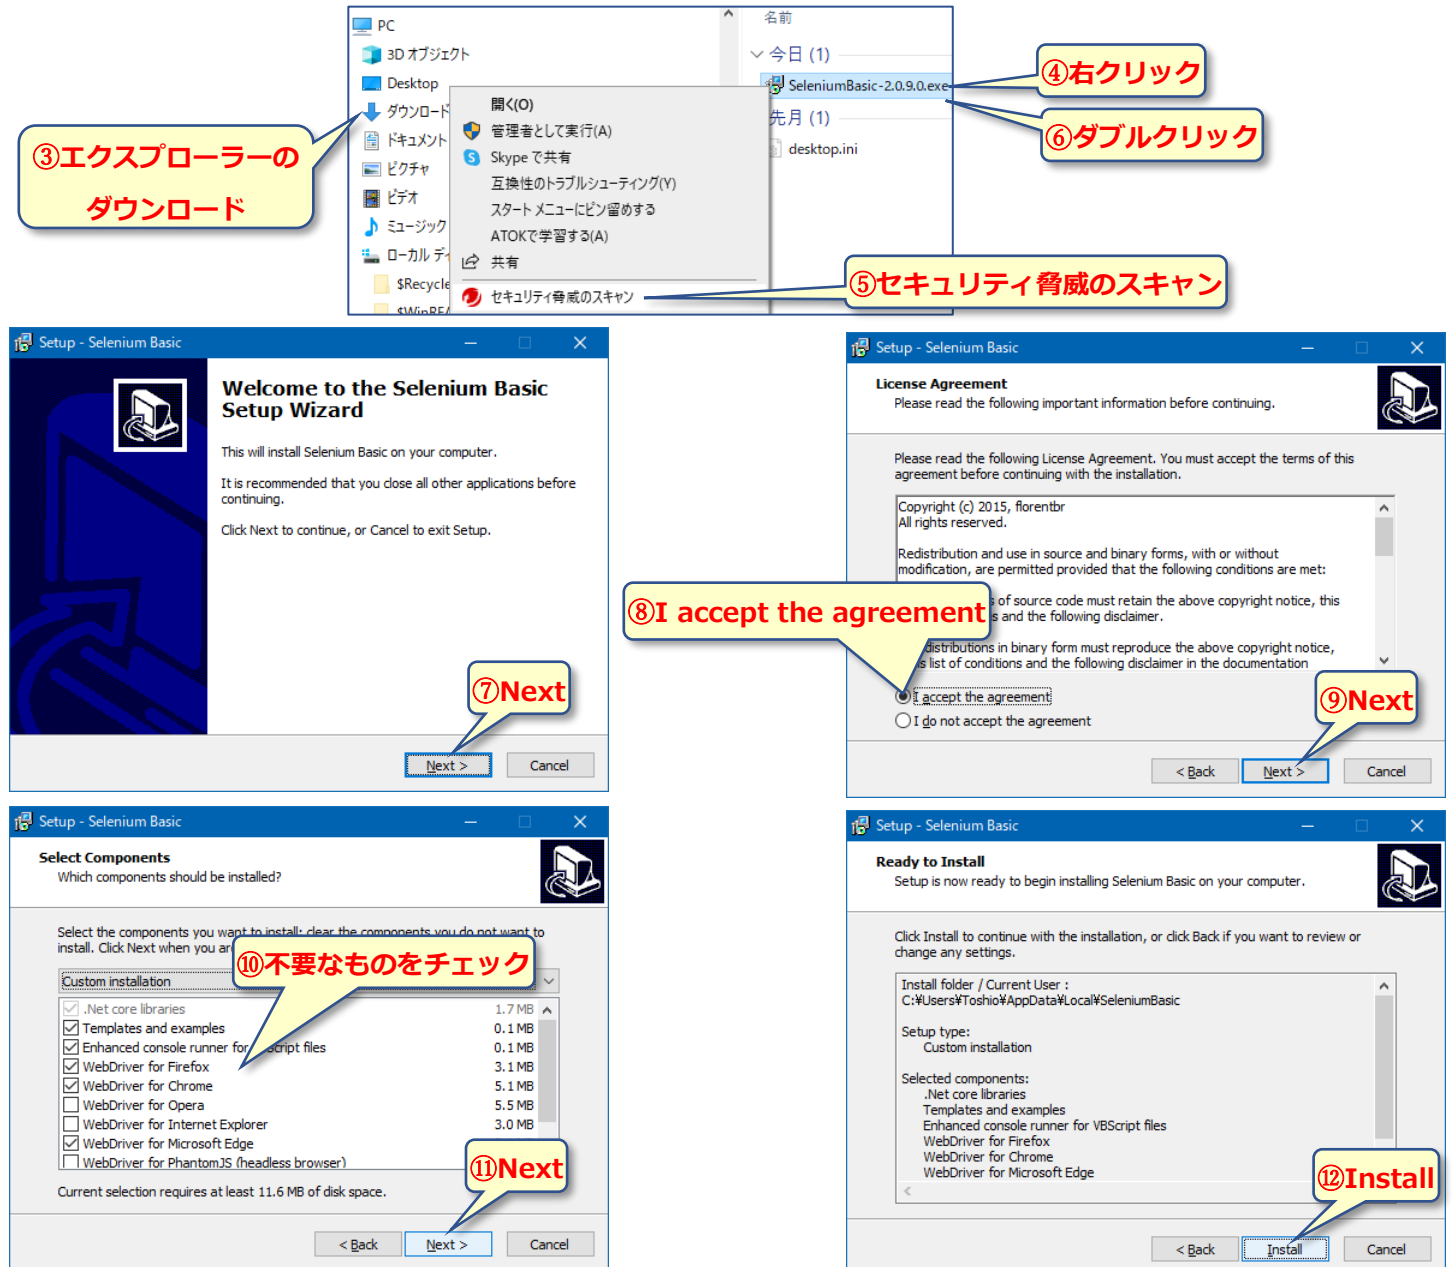 PC
3D オブジェクト
Desktop
ダウンロード
ドキュメント
ピクチャ
ビデオ
ミュージック
ローカル ディ
$Recycle
$WinREA
名前
今日 (1)
SeleniumBasic-2.0.9.0.exe
先月 (1)
desktop.ini
開く(O)
管理者として実行(A)
Skype で共有
互換性のトラブルシューティング(Y)
スタート メニューにピン留めする
ATOKで学習する(A)
共有
セキュリティ脅威のスキャン
③エクスプローラーの
ダウンロード
④右クリック
⑥ダブルクリック
⑤セキュリティ脅威のスキャン
Setup - Selenium Basic
Welcome to the Selenium Basic
Setup Wizard
This will install Selenium Basic on your computer.
It is recommended that you close all other applications before
continuing.
Click Next to continue, or Cancel to exit Setup.
⑦Next
Next >
Cancel
Setup - Selenium Basic
License Agreement
Please read the following important information before continuing.
Please read the following License Agreement. You must accept the terms of this
agreement before continuing with the installation.
Copyright (c) 2015, florentbr
All rights reserved.
Redistribution and use in source and binary forms, with or without
modification, are permitted provided that the following conditions are met:
of source code must retain the above copyright notice, this
and the following disclaimer.
distributions in binary form must reproduce the above copyright notice,
list of conditions and the following disclaimer in the documentation
⑧I accept the agreement
I accept the agreement
I do not accept the agreement
⑨Next
< Back
Next >
Cancel
Setup - Selenium Basic
Select Components
Which components should be installed?
Select the components you want to install; clear the components you do not want to
install. Click Next when you are
⑩不要なものをチェック
Custom installation
.Net core libraries 1.7 MB
Templates and examples 0.1 MB
Enhanced console runner for Script files 0.1 MB
WebDriver for Firefox 3.1 MB
WebDriver for Chrome 5.1 MB
WebDriver for Opera 5.5 MB
WebDriver for Internet Explorer 3.0 MB
WebDriver for Microsoft Edge
WebDriver for PhantomJS (headless browser)
⑪Next
Current selection requires at least 11.6 MB of disk space.
< Back
Next >
Cancel
Setup - Selenium Basic
Ready to Install
Setup is now ready to begin installing Selenium Basic on your computer.
Click Install to continue with the installation, or click Back if you want to review or
change any settings.
Install folder / Current User :
C:¥Users¥Toshio¥AppData¥Local¥SeleniumBasic
Setup type:
Custom installation
Selected components:
.Net core libraries
Templates and examples
Enhanced console runner for VBScript files
WebDriver for Firefox
WebDriver for Chrome
WebDriver for Microsoft Edge
⑫Install
< Back
Install
Cancel